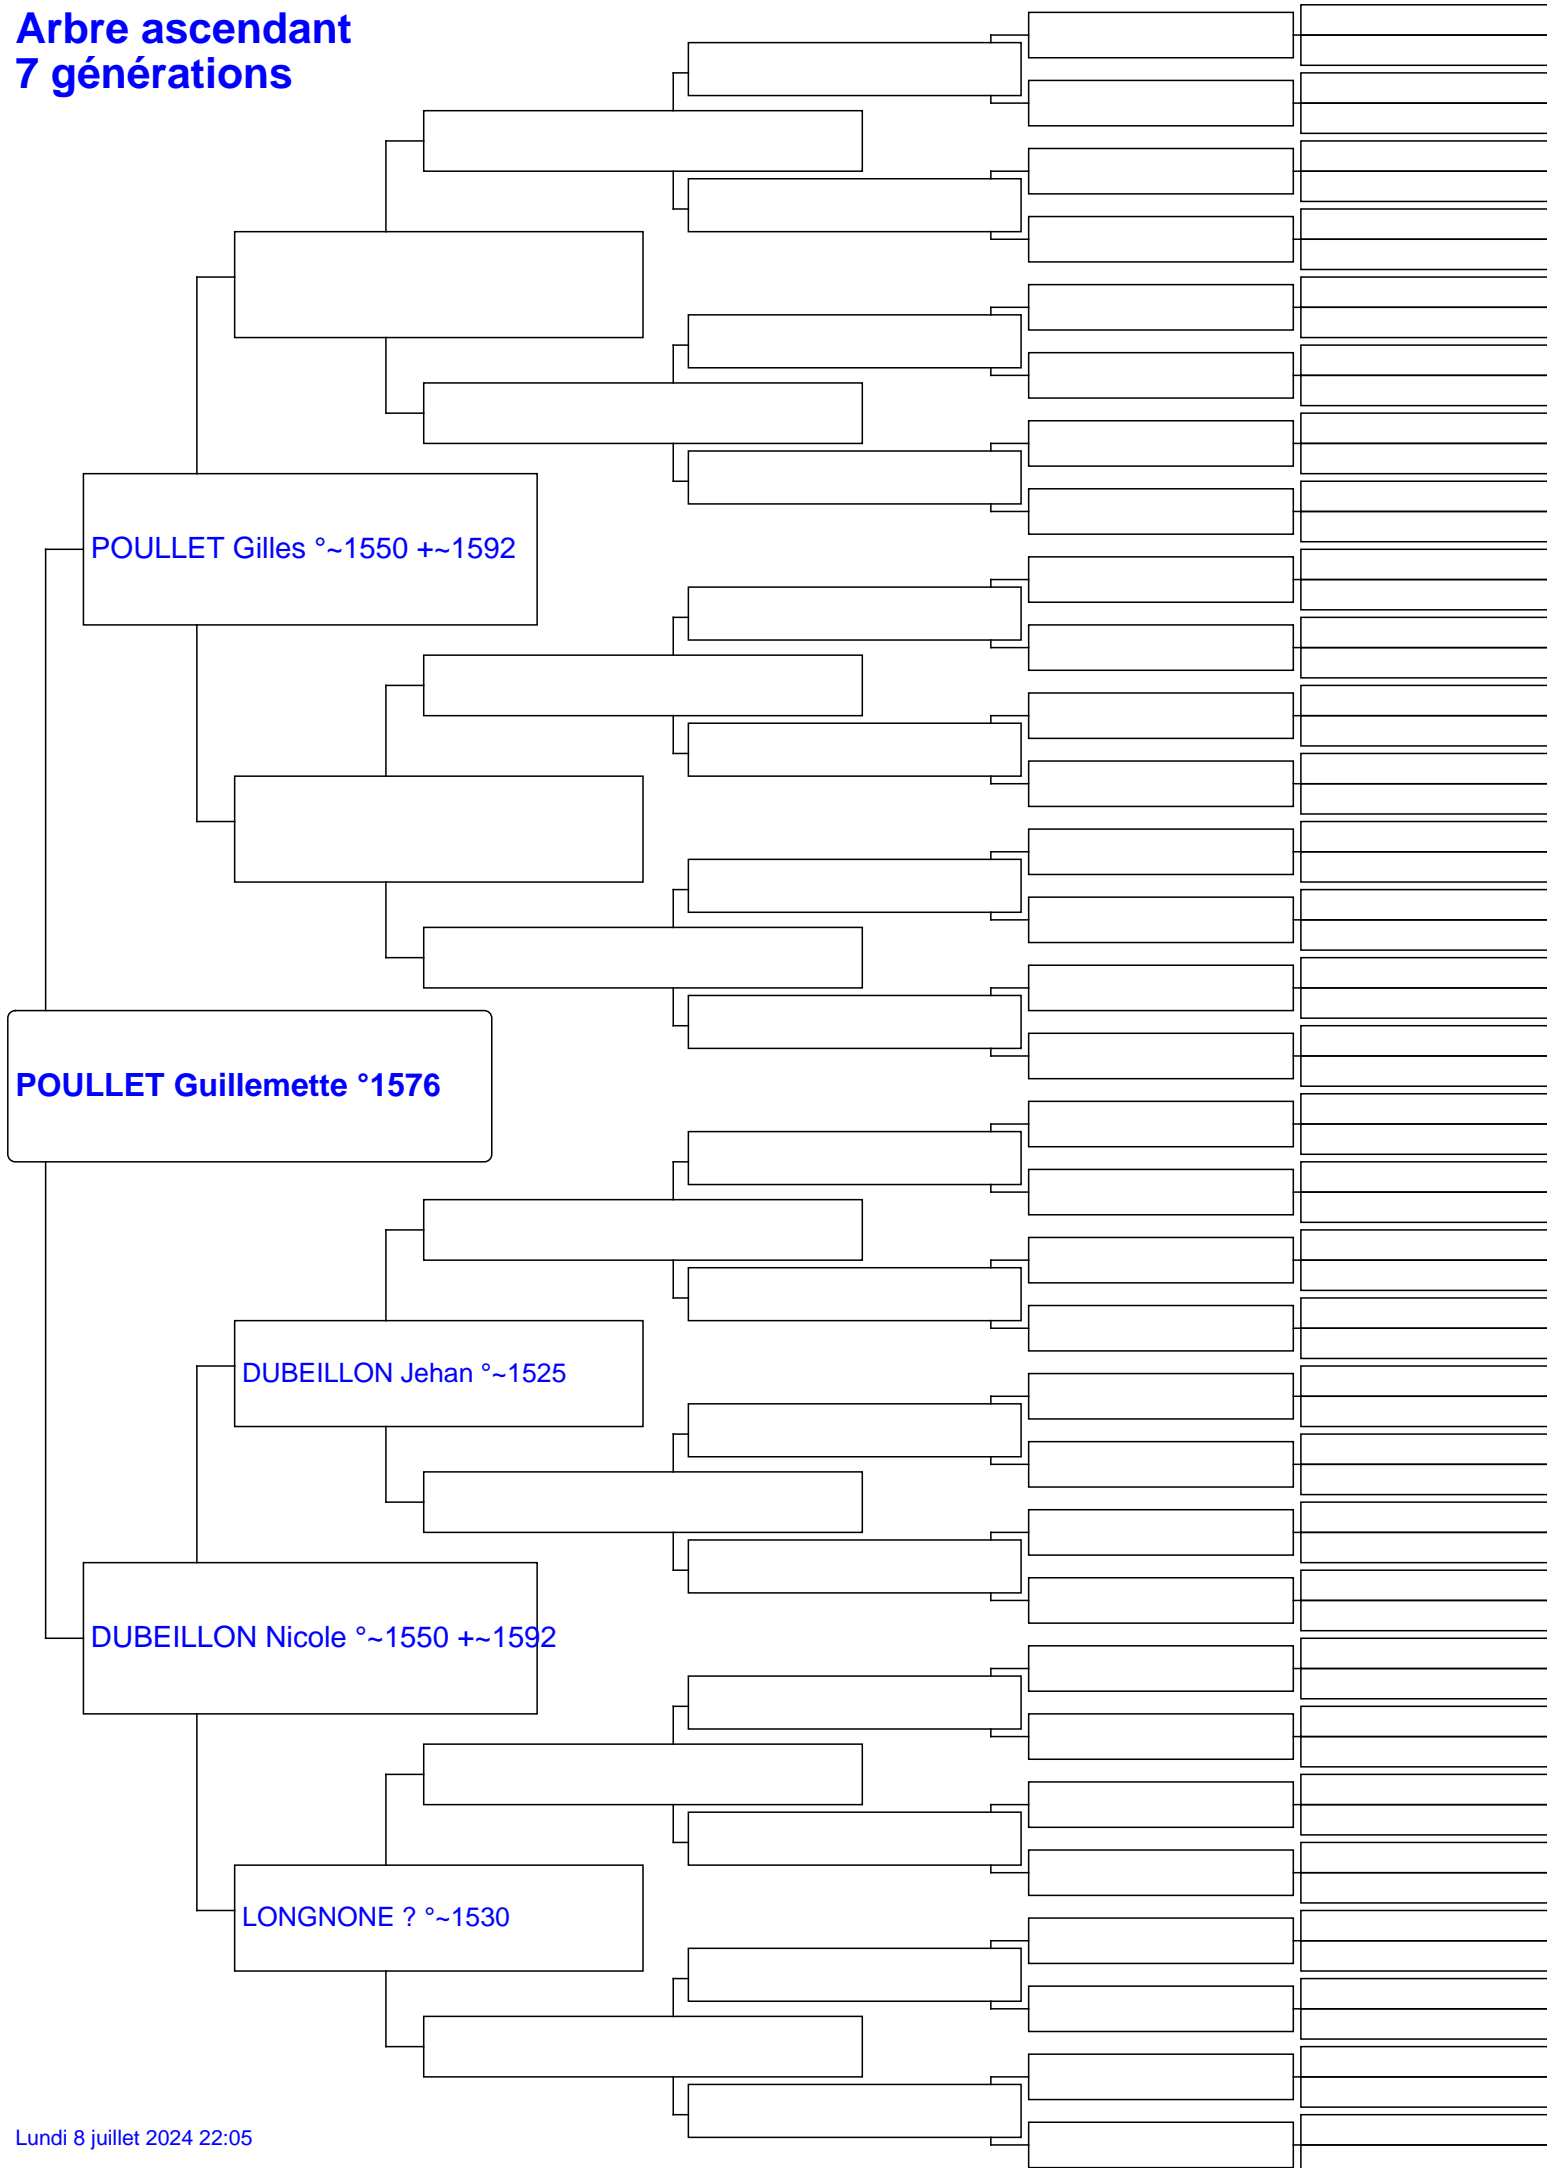 Arbre ascendant
7 générations
POULLET Gilles °~1550 +~1592
POULLET Guillemette °1576
DUBEILLON Jehan °~1525
DUBEILLON Nicole °~1550 +~1592
LONGNONE ? °~1530
Lundi 8 juillet 2024 22:05